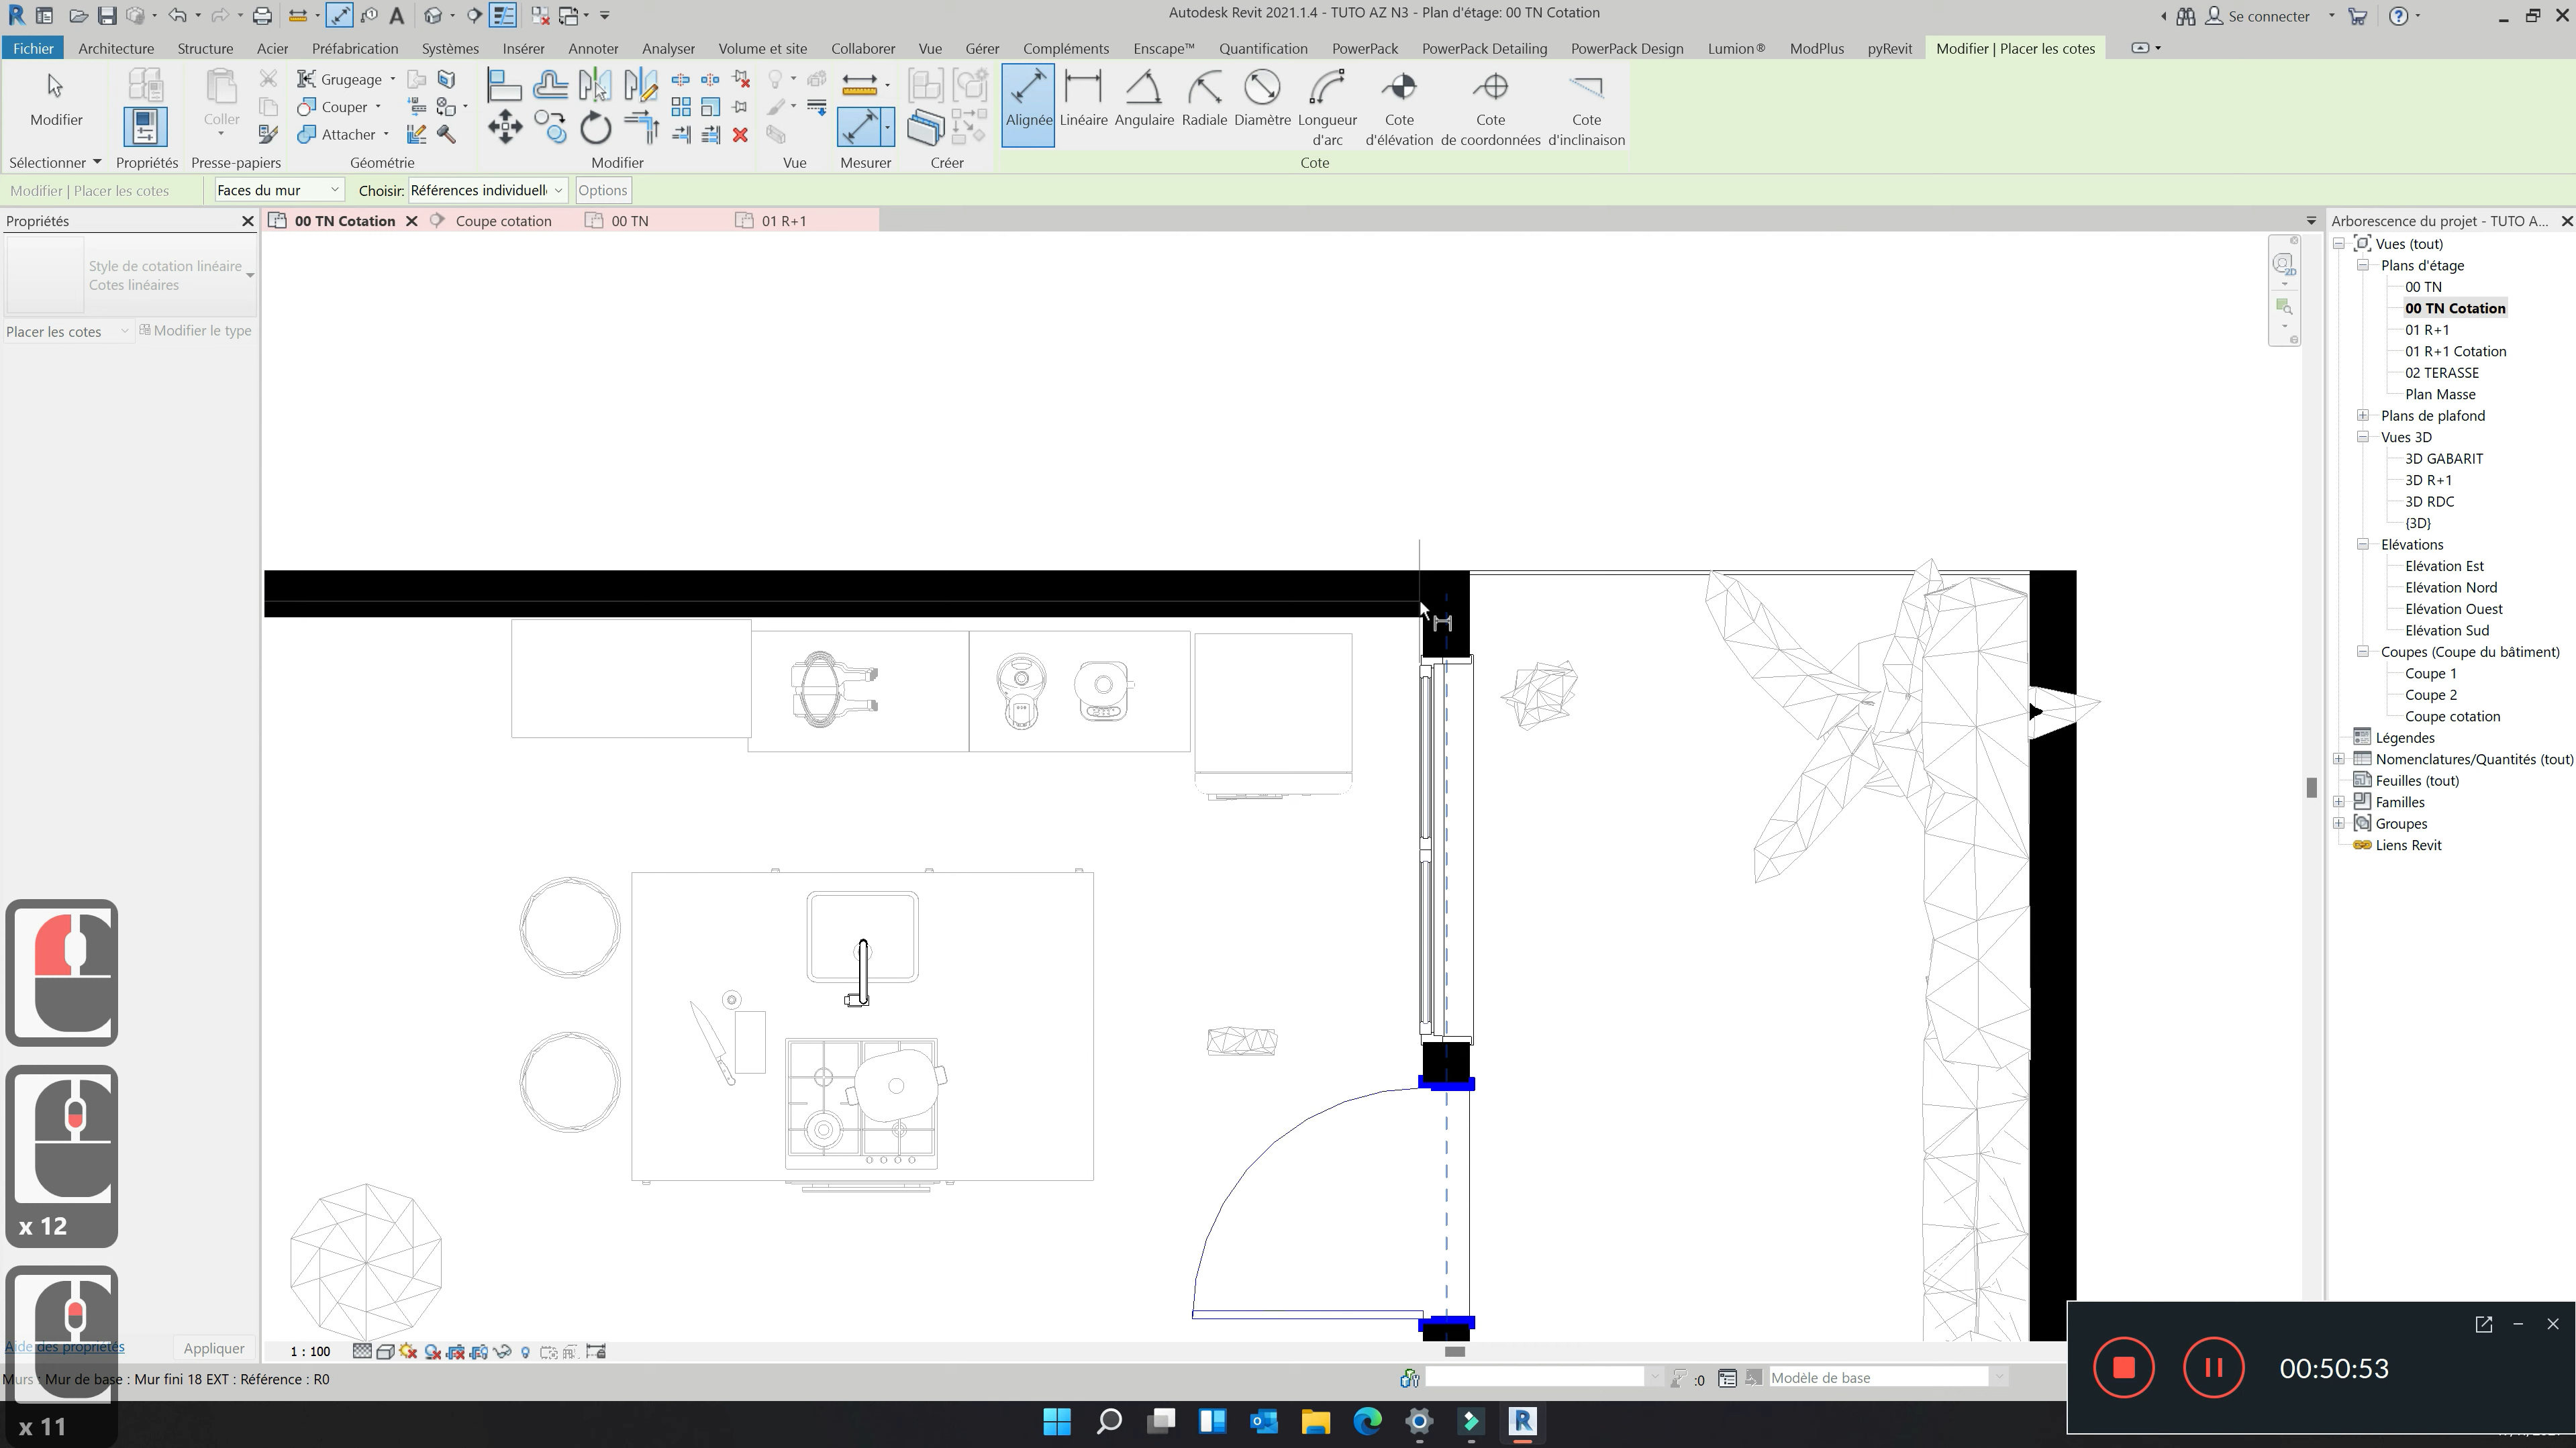 Autodesk Revit 2021.1.4 - TUTO AZ N3 - Plan d'étage: 00 TN Cotation
Se connecter
Fichier Architecture Structure Acier Préfabrication Systèmes Insérer Annoter Analyser Volume et site Collaborer Vue Gérer Compléments Enscape™ Quantification PowerPack PowerPack Detailing PowerPack Design Lumion® ModPlus pyRevit Modifier | Placer les cotes
Modifier
Coller
Grugeage
Couper
Attacher
Alignée Linéaire Angulaire Radiale Diamètre Longueur d'arc Cote d'élévation Cote de coordonnées Cote d'inclinaison
Sélectionner Propriétés Presse-papiers Géométrie Modifier Vue Mesurer Créer Cote
Modifier | Placer les cotes Faces du mur Choisir: Références individuell Options
Propriétés
00 TN Cotation Coupe cotation 00 TN 01 R+1
Arborescence du projet - TUTO A...
Style de cotation linéaire
Cotes linéaires
Placer les cotes Modifier le type
2D
Vues (tout)
Plans d'étage
00 TN
00 TN Cotation
01 R+1
01 R+1 Cotation
02 TERASSE
Plan Masse
Plans de plafond
Vues 3D
3D GABARIT
3D R+1
3D RDC
{3D}
Elévations
Elévation Est
Elévation Nord
Elévation Ouest
Elévation Sud
Coupes (Coupe du bâtiment)
Coupe 1
Coupe 2
Coupe cotation
Légendes
Nomenclatures/Quantités (tout)
Feuilles (tout)
Familles
Groupes
Liens Revit
x 12
x 11
Aide des propriétés Appliquer
1 : 100
Murs : Mur de base : Mur fini 18 EXT : Référence : R0
:0
Modèle de base
00:50:53